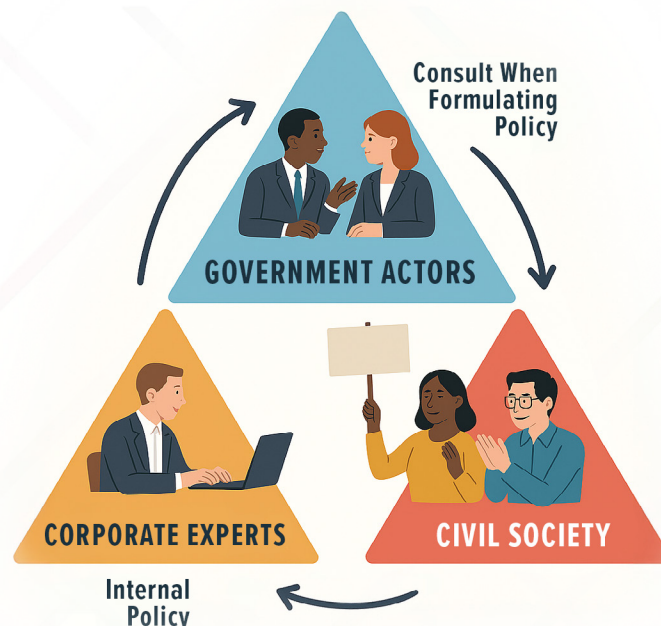 Consult When
Formulating
Policy
GOVERNMENT ACTORS
CORPORATE EXPERTS
CIVIL SOCIETY
Internal
Policy